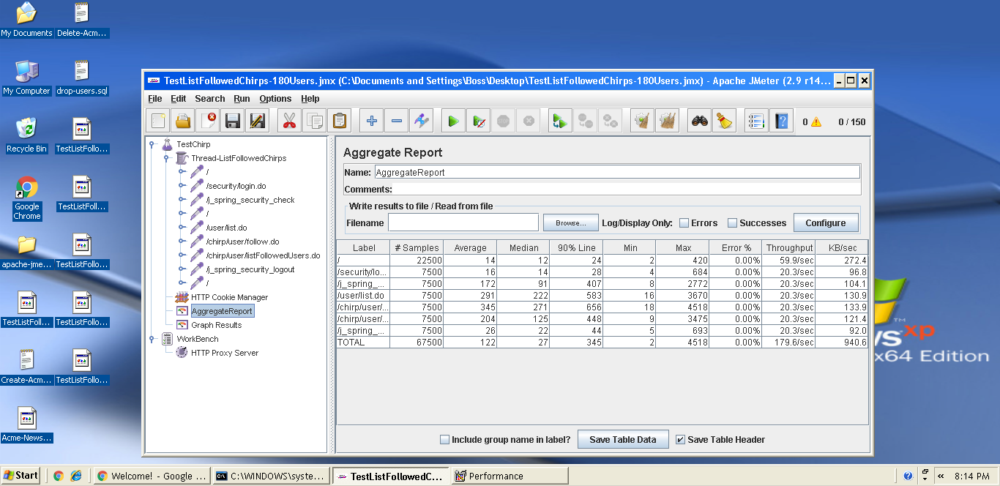 My Documents
Delete-Acm...
My Computer
drop-users.sql
Recycle Bin
TestListFollo...
Google
Chrome
TestListFoll...
apache-jme...
TestListFollo...
TestListFoll...
TestListFollo...
Create-Acm...
TestListFollo...
Acme-News...
TestListFollowedChirps-180Users.jmx (C:\Documents and Settings\Boss\Desktop\TestListFollowedChirps-180Users.jmx) - Apache JMeter (2.9 r14...
File Edit Search Run Options Help
0 0 / 150
TestChirp
Thread-ListFollowedChirps
/
/security/login.do
/j_spring_security_check
/
/user/list.do
/chirp/user/follow.do
/chirp/user/listFollowedUsers.do
/j_spring_security_logout
/
HTTP Cookie Manager
AggregateReport
Graph Results
WorkBench
HTTP Proxy Server
Aggregate Report
Name: AggregateReport
Comments:
Write results to file / Read from file
Filename Browse... Log/Display Only: Errors Successes Configure
Label # Samples Average Median 90% Line Min Max Error % Throughput KB/sec
/ 22500 14 12 24 2 420 0.00% 59.9/sec 272.4
/security/lo... 7500 16 14 28 4 684 0.00% 20.3/sec 96.8
/j_spring_... 7500 172 91 407 8 2772 0.00% 20.3/sec 104.1
/user/list.do 7500 291 222 583 16 3670 0.00% 20.3/sec 130.9
/chirp/user/... 7500 345 271 656 18 4518 0.00% 20.3/sec 133.9
/chirp/user/... 7500 204 125 448 9 3475 0.00% 20.3/sec 121.4
/j_spring_... 7500 26 22 44 5 693 0.00% 20.3/sec 92.0
TOTAL 67500 122 27 345 2 4518 0.00% 179.6/sec 940.6
Include group name in label? Save Table Data Save Table Header
xp
x64 Edition
Start Welcome! - Google ... C:\WINDOWS\syste... TestListFollowedC... Performance 8:14 PM